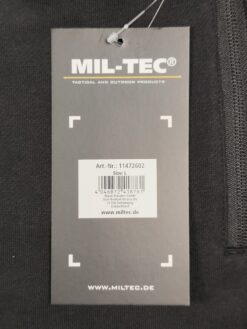 MIL-TEC®
TACTICAL AND OUTDOOR PRODUCTS
Art.-Nr.: 11472602
Size: L
www.miltec.de
WWW.MILTEC.DE